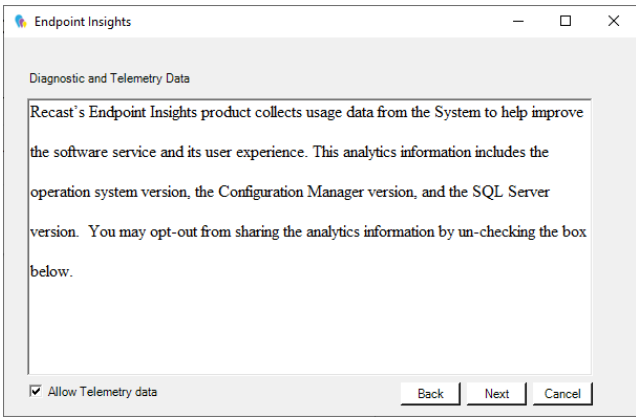 Endpoint Insights
Diagnostic and Telemetry Data
Recast's Endpoint Insights product collects usage data from the System to help improve
the software service and its user experience. This analytics information includes the
operation system version, the Configuration Manager version, and the SQL Server
version.  You may opt-out from sharing the analytics information by un-checking the box
below.
Allow Telemetry data
Back
Next
Cancel